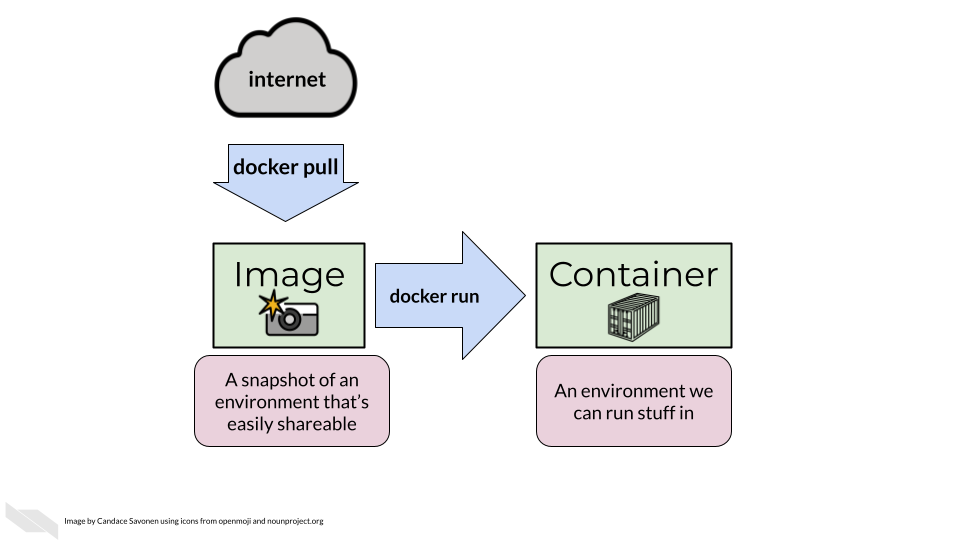 internet
docker pull
Image
docker run
Container
A snapshot of an
environment that's
easily shareable
An environment we
can run stuff in
Image by Candace Savonen using icons from openmoji and nounproject.org